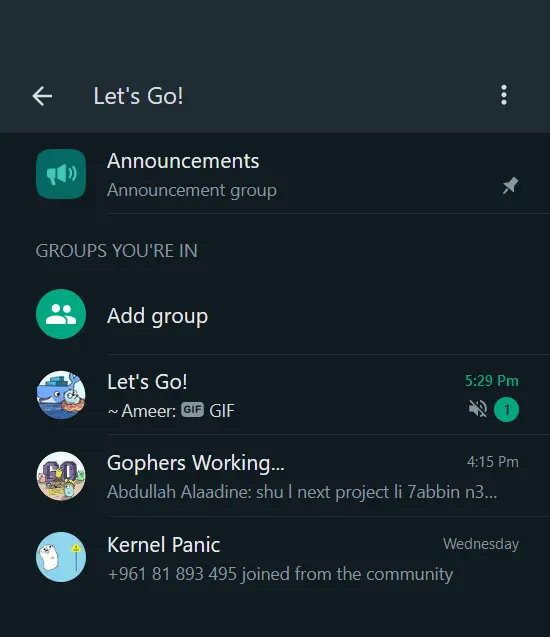 Let's Go!
Announcements
Announcement group
GROUPS YOU'RE IN
Add group
Let's Go!
5:29 Pm
~ Ameer: GIF GIF
1
Gophers Working...
4:15 Pm
Abdullah Alaadine: shu l next project li 7abbin n3...
Kernel Panic
Wednesday
+961 81 893 495 joined from the community